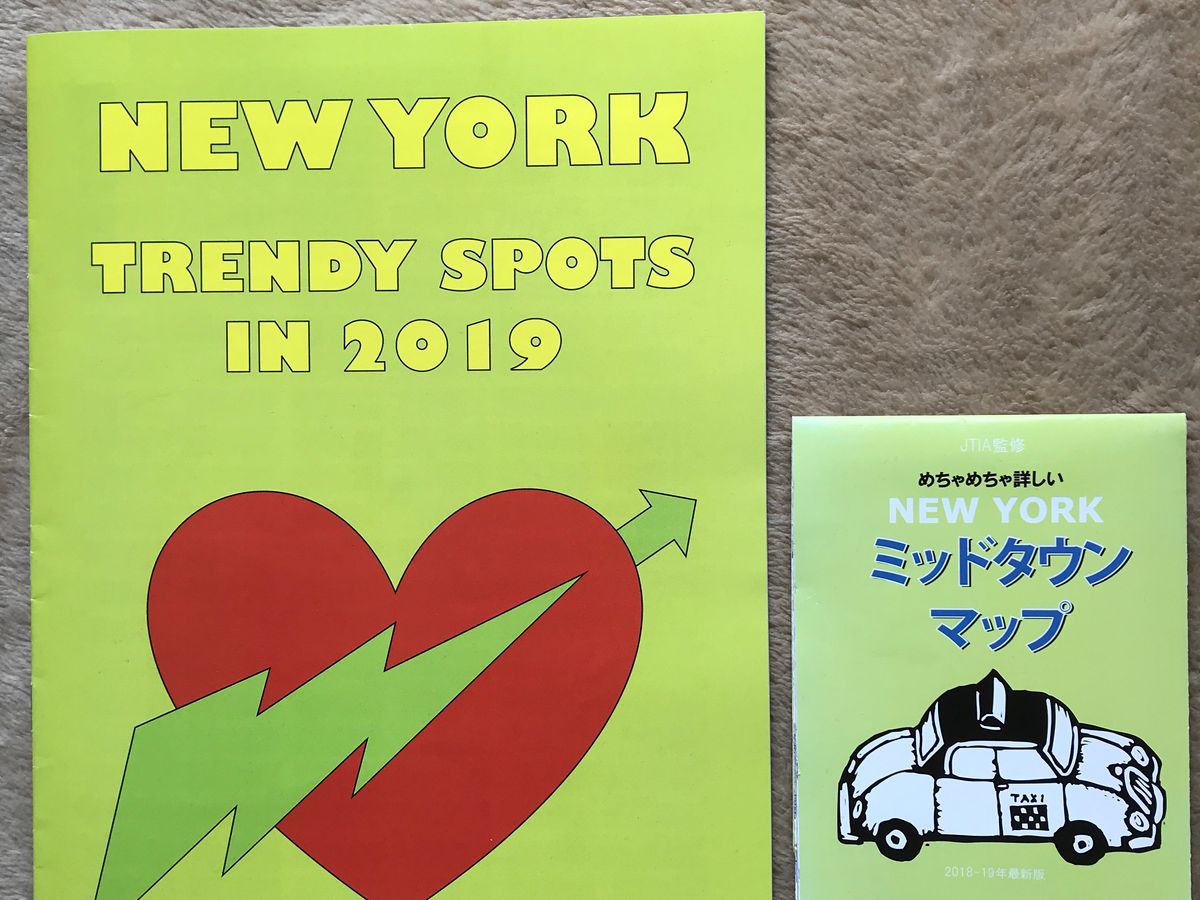 NEW YORK
TRENDY SPOTS
IN 2019
JTIA監修
めちゃめちゃ詳しい
NEW YORK
ミッドタウン
マップ
TAXI
2018-19年最新版